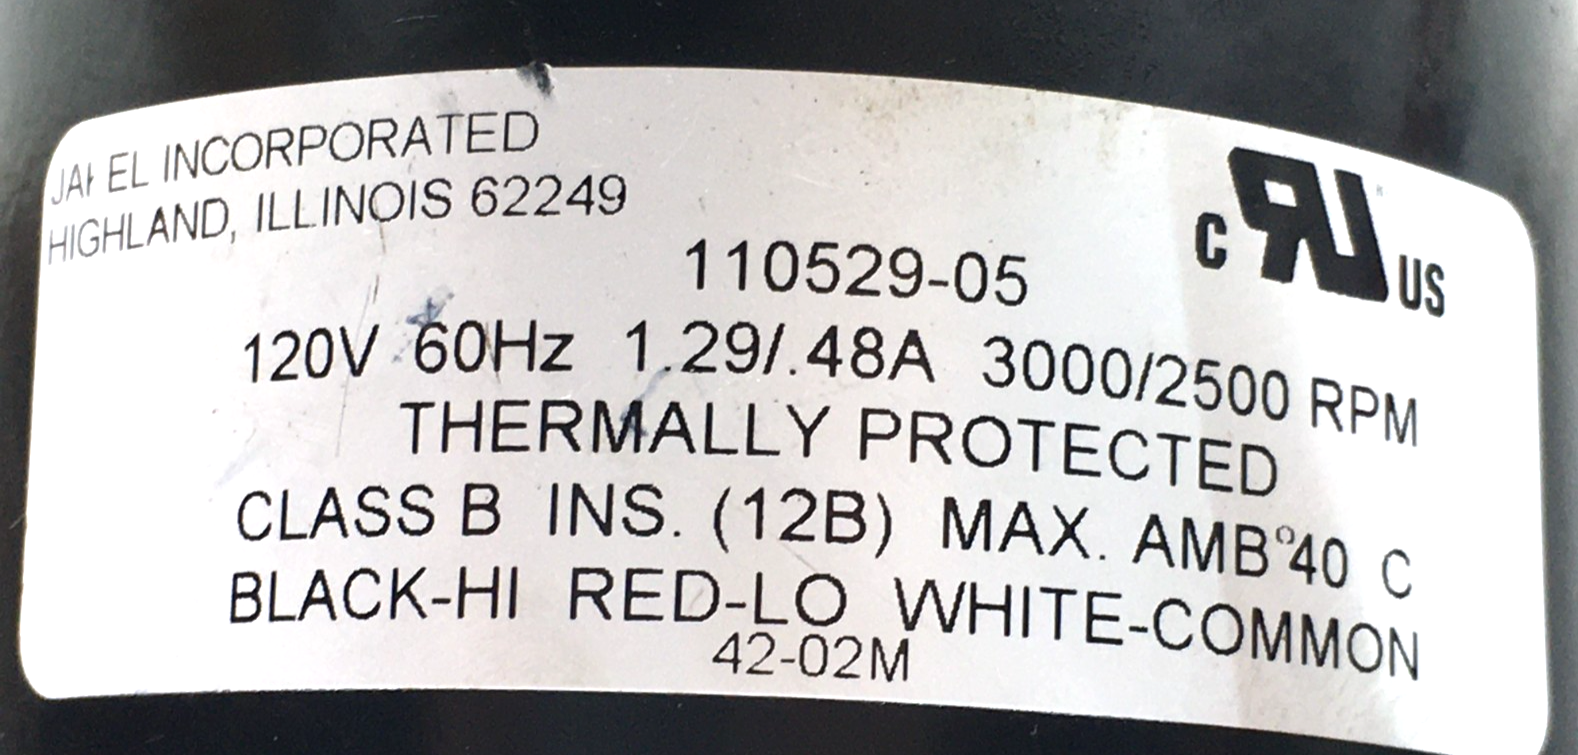 JAKEL INCORPORATED
HIGHLAND, ILLINOIS 62249
c RU US
110529-05
120V 60Hz 1.29/.48A 3000/2500 RPM
THERMALLY PROTECTED
CLASS B INS. (12B) MAX. AMB°40 C
BLACK-HI RED-LO WHITE-COMMON
42-02M